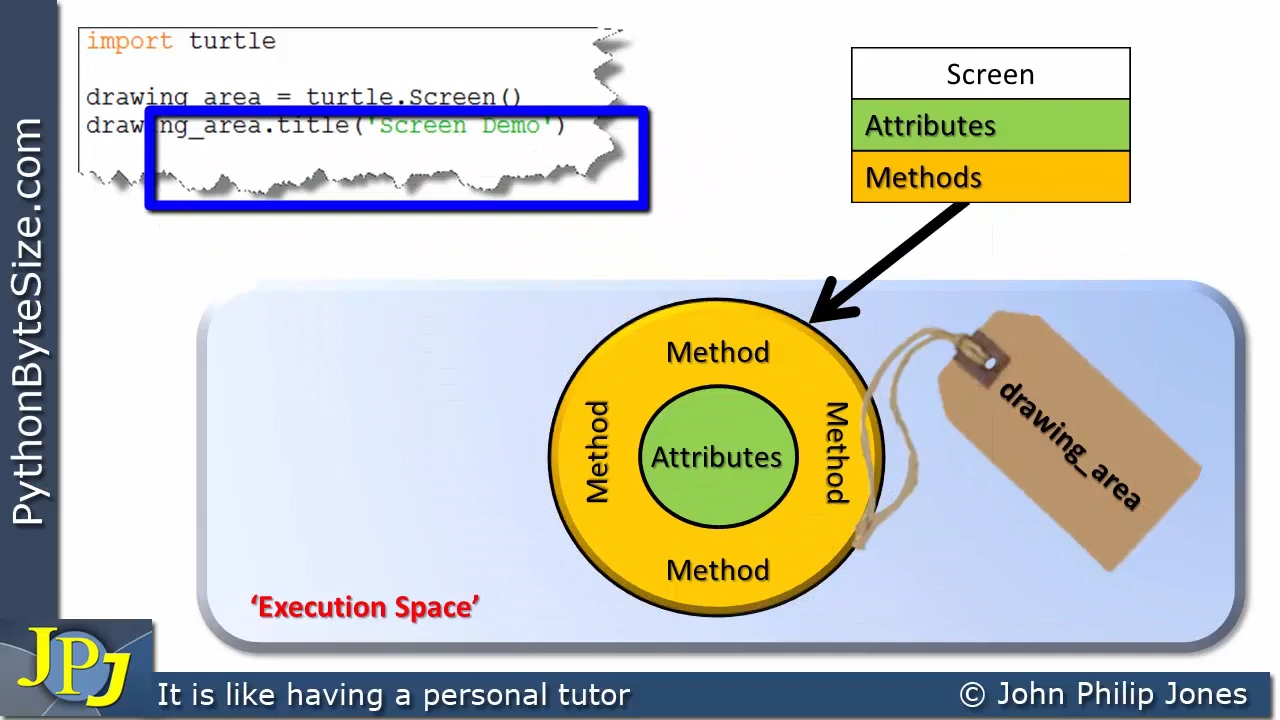 import turtle
drawing_area = turtle.Screen()
drawing_area.title('Screen Demo')
Screen
Attributes
Methods
Method
Method
Attributes
Method
Method
drawing_area
'Execution Space'
PythonByteSize.com
JPJ
It is like having a personal tutor
© John Philip Jones